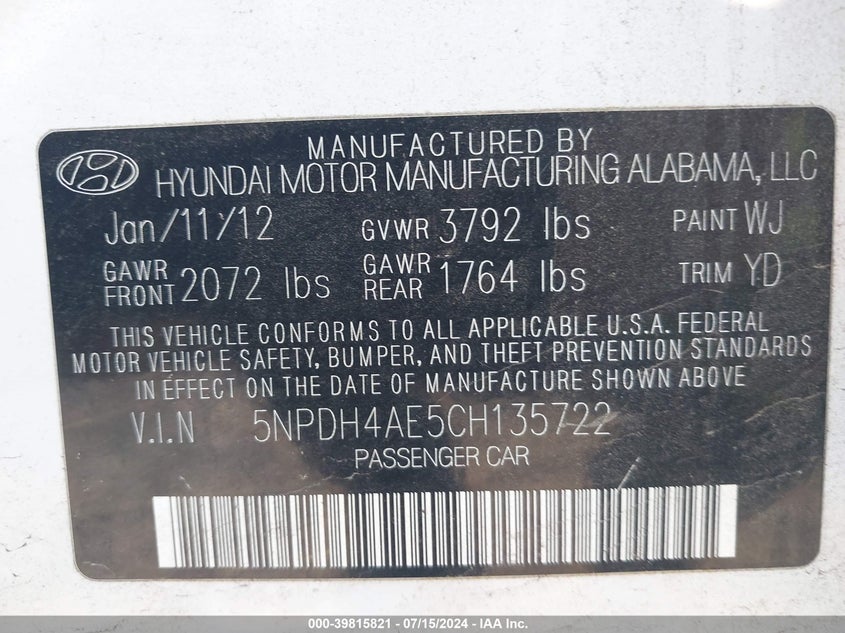 MANUFACTURED BY
HYUNDAI MOTOR MANUFACTURING ALABAMA, LLC
Jan/11/12 GVWR 3792 lbs PAINT WJ
GAWR FRONT 2072 lbs GAWR REAR 1764 lbs TRIM YD
THIS VEHICLE CONFORMS TO ALL APPLICABLE U.S.A. FEDERAL
MOTOR VEHICLE SAFETY, BUMPER, AND THEFT PREVENTION STANDARDS
IN EFFECT ON THE DATE OF MANUFACTURE SHOWN ABOVE
V.I.N 5NPDH4AE5CH135722
PASSENGER CAR
000-39815821 - 07/15/2024 - IAA Inc.